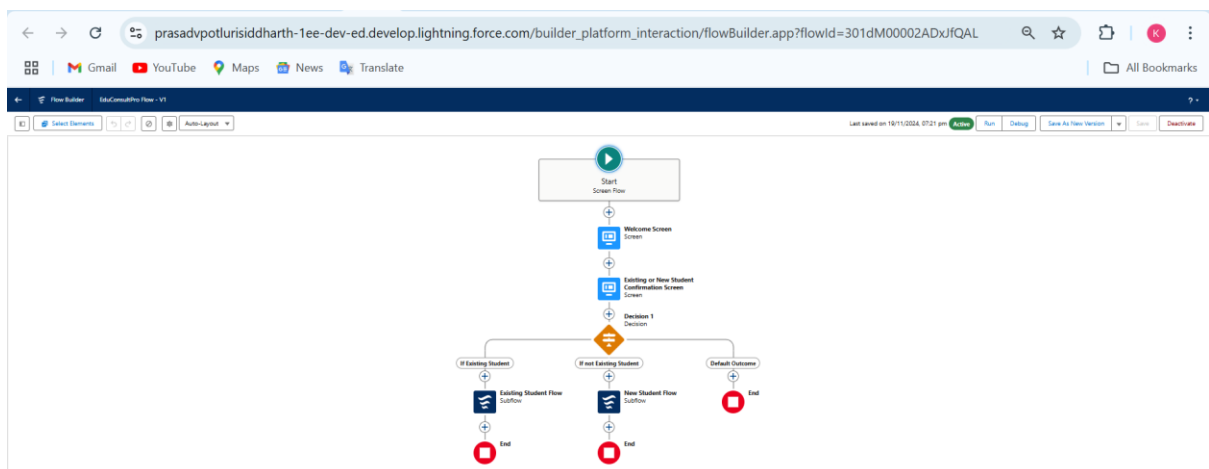 prasadvpotlurisiddharth-1ee-dev-ed.develop.lightning.force.com/builder_platform_interaction/flowBuilder.app?flowId=301dM00002ADxJfQAL
K
Gmail YouTube Maps News Translate All Bookmarks
Flow Builder EduConsultPro Flow - V1 ?
Select Elements Auto-Layout Last saved on 19/11/2024, 07:21 pm Active Run Debug Save As New Version Save Deactivate
Start
Screen Flow
Welcome Screen
Screen
Existing or New Student
Confirmation Screen
Screen
Decision 1
Decision
If Existing Student If not Existing Student Default Outcome
Existing Student Flow New Student Flow End
Subflow Subflow
End End